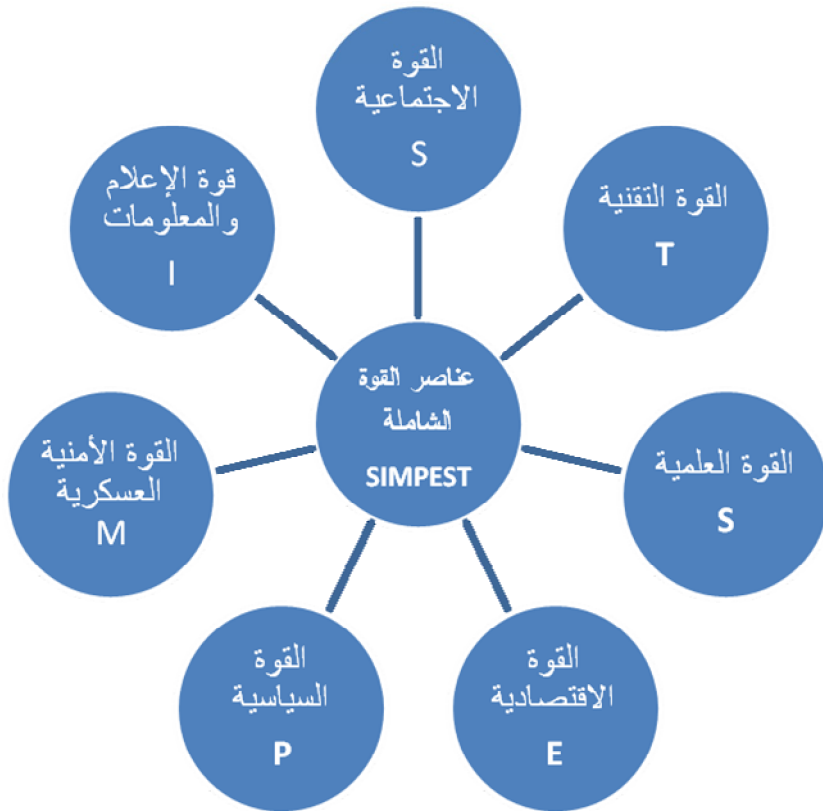 القوة
الاجتماعية
S
القوة التقنية
T
القوة العلمية
S
القوة
الاقتصادية
E
القوة
السياسية
P
القوة الأمنية
العسكرية
M
قوة الإعلام
والمعلومات
I
عناصر القوة
الشاملة
SIMPEST